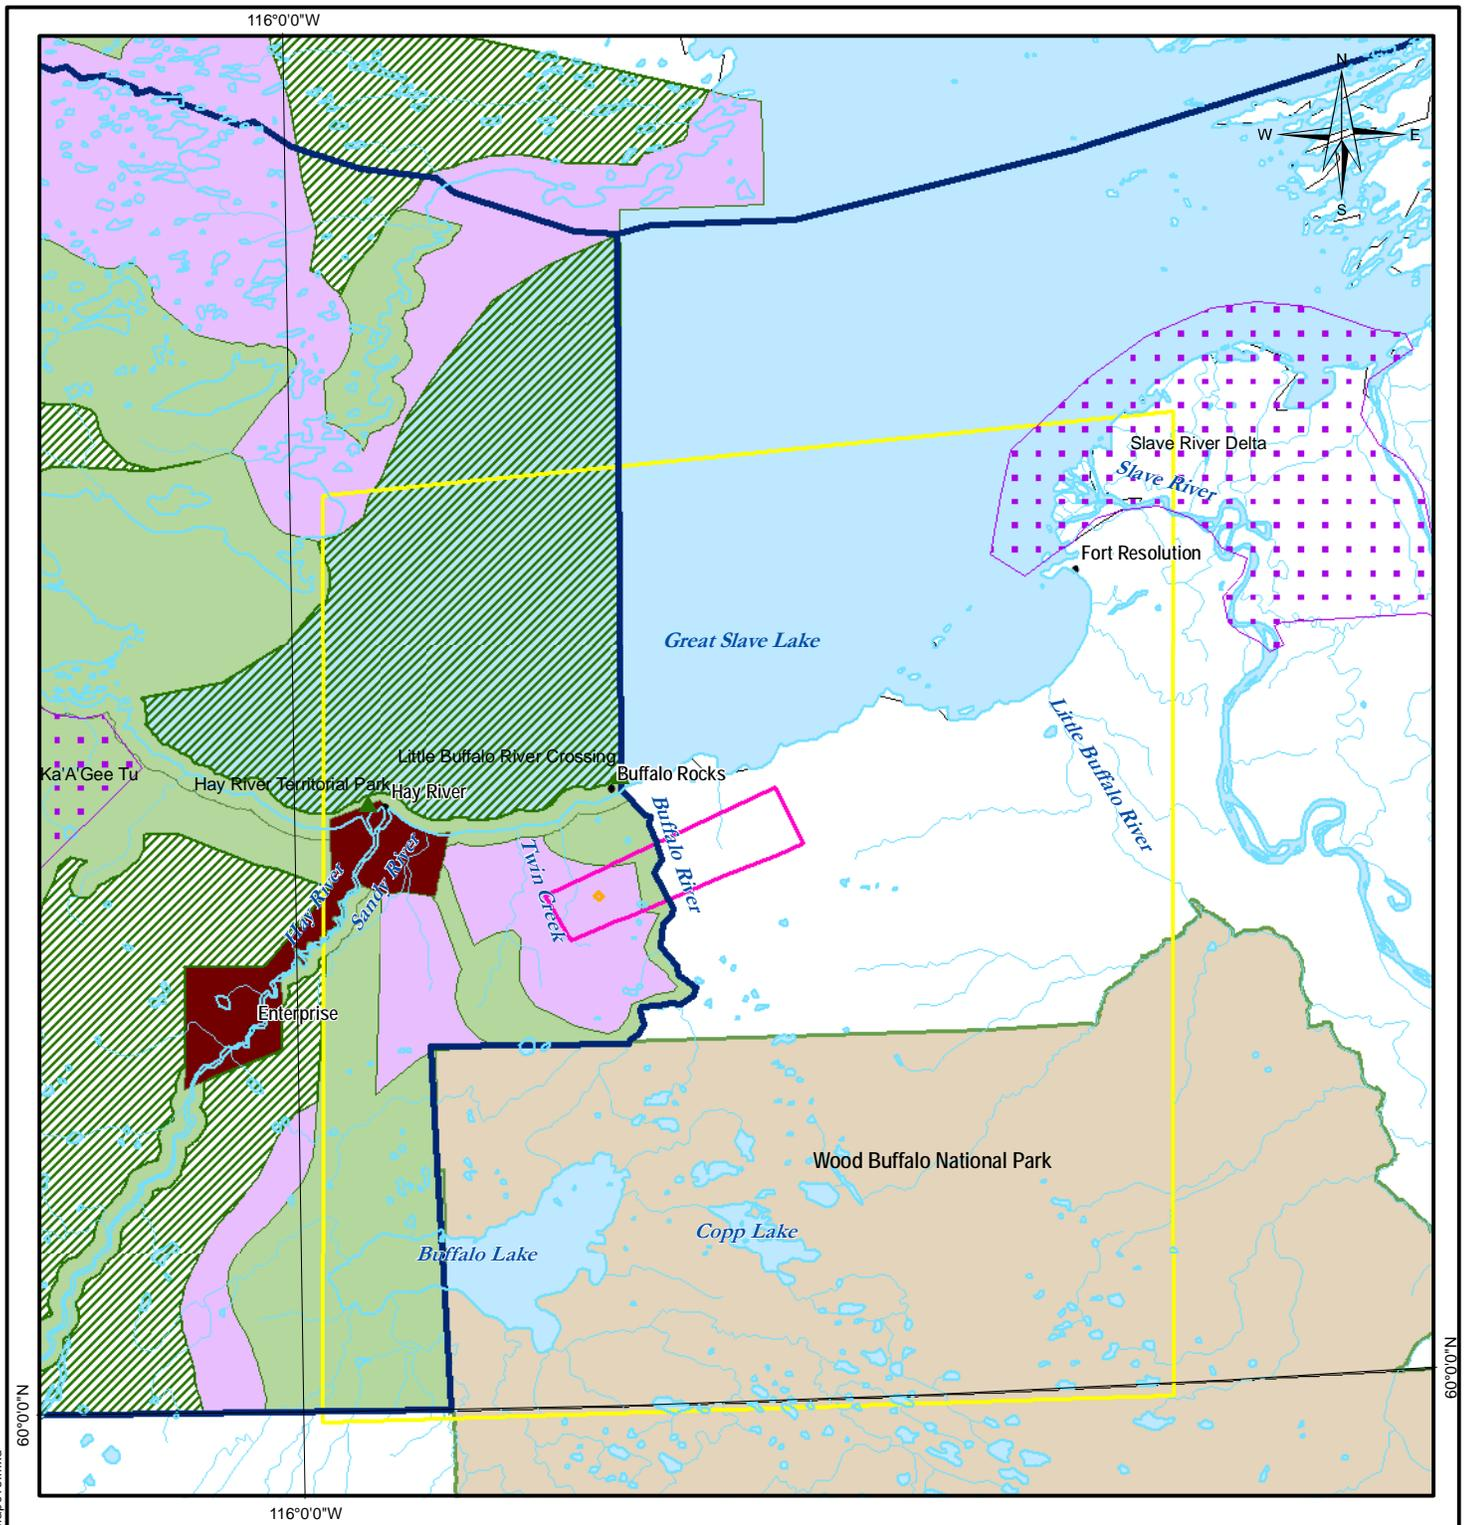 116°0'0"W
N
W E
S
Slave River Delta
Slave River
Fort Resolution
Great Slave Lake
Little Buffalo River
Little Buffalo River Crossing
Buffalo Rocks
Ka'A'Gee Tu
Hay River Territorial Park
Hay River
Buffalo River
Twin Creek
Hay River
Sandy River
Enterprise
Wood Buffalo National Park
Copp Lake
Buffalo Lake
60°0'0"N
60°0'0"N
116°0'0"W